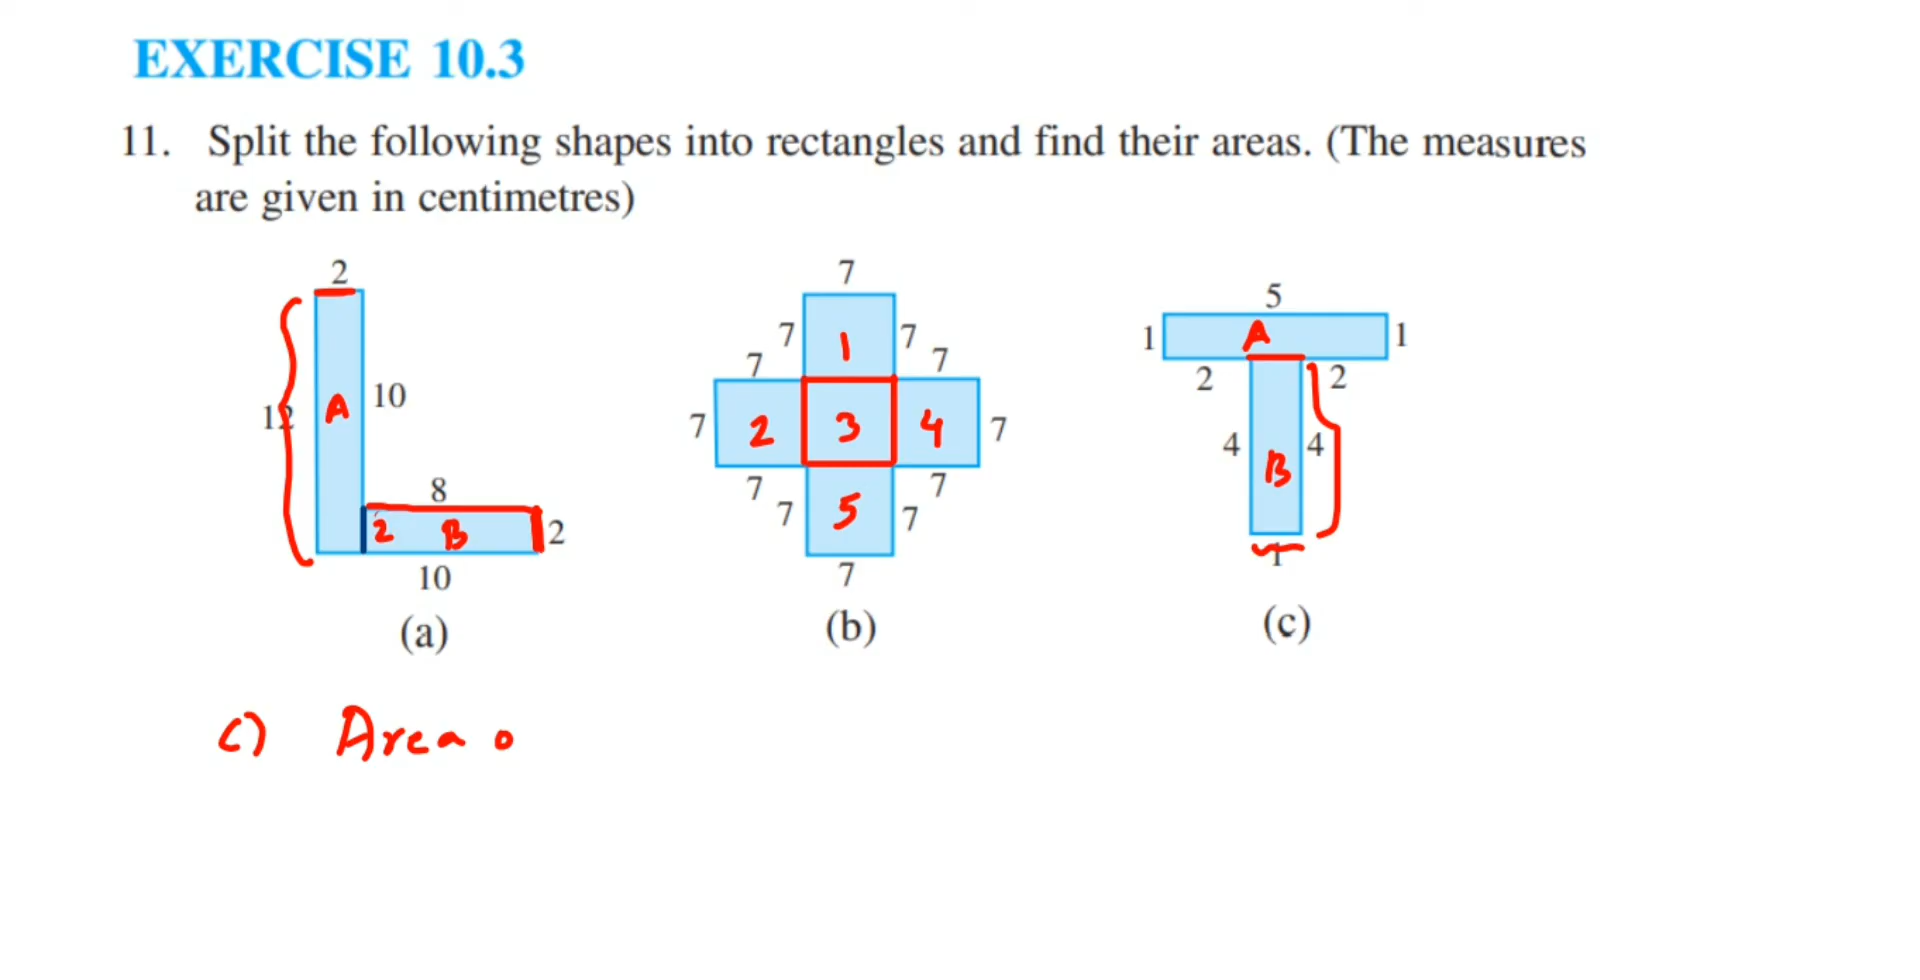 EXERCISE 10.3
11. Split the following shapes into rectangles and find their areas. (The measures
are given in centimetres)
2
12
A
10
8
2 B
2
10
(a)
7
7 1 7
7 7
7 2 3 4 7
7 7
7 5 7
7
(b)
5
1 A 1
2 2
4 B 4
1
(c)
c) Area o